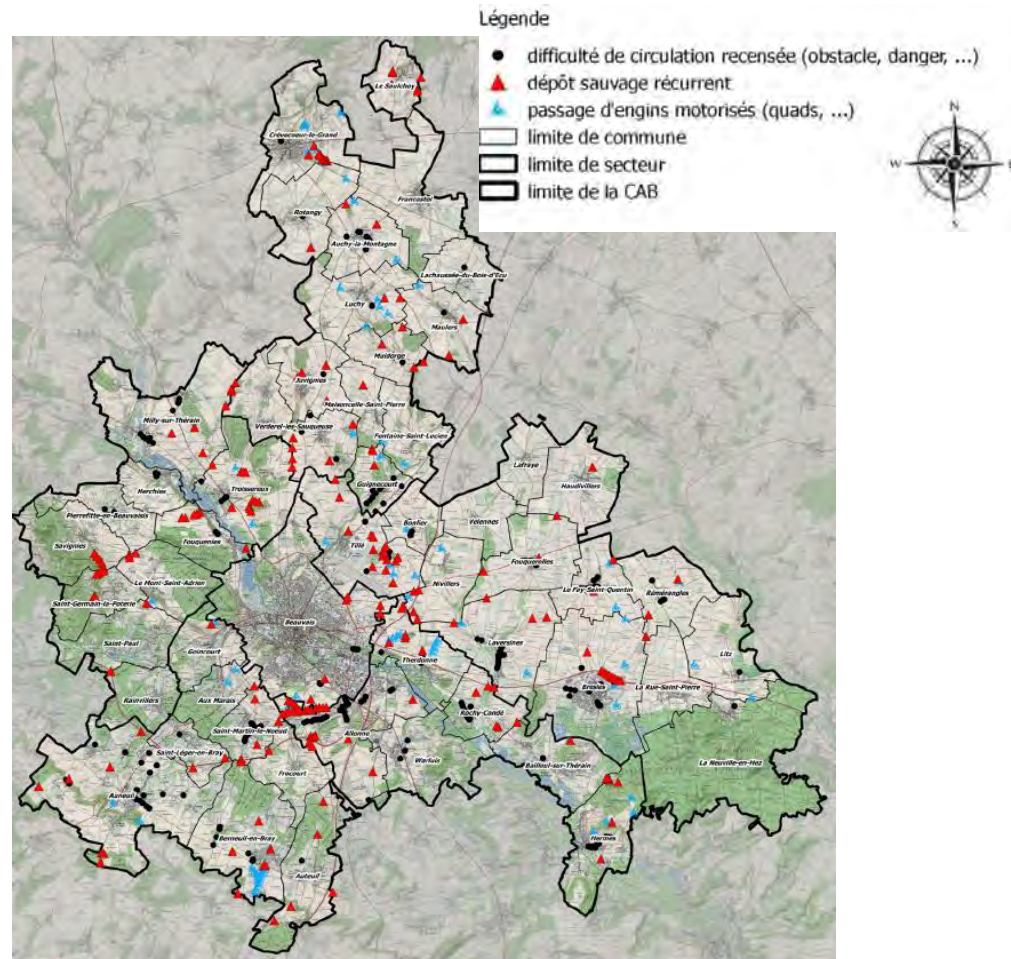 Légende
difficulté de circulation recensée (obstacle, danger, ...)
dépôt sauvage récurrent
passage d'engins motorisés (quads, ...)
limite de commune
limite de secteur
limite de la CAB
N
W
S
Le Saulchoy
Crèvecoeur-le-Grand
Francastel
Rotangy
Auchy-la-Montagne
Lachaussée-du-Bois-d'Ecu
Luchy
Maulers
Muidorge
Juvignies
Maisoncelle-Saint-Pierre
Milly-sur-Thérain
Verderel-les-Sauqueuse
Fontaine-Saint-Lucien
Lafraye
Haudivillers
Herchies
Troissereux
Guignecourt
Pierrefitte-en-Beauvaisis
Bonlier
Velennes
Fouquenies
Tillé
Savignies
Fouquerolles
Le Mont-Saint-Adrien
Nivillers
Le Fay-Saint-Quentin
Rémérangles
Saint-Germain-la-Poterie
Beauvais
Saint-Paul
Goincourt
Laversines
Litz
Therdonne
Rainvillers
Aux Marais
Bresles
La Rue-Saint-Pierre
Rochy-Condé
Saint-Martin-le-Noeud
Allonne
Saint-Léger-en-Bray
Warluis
Bailleul-sur-Thérain
La Neuville-en-Hez
Frocourt
Auneuil
Berneuil-en-Bray
Hermes
Auteuil